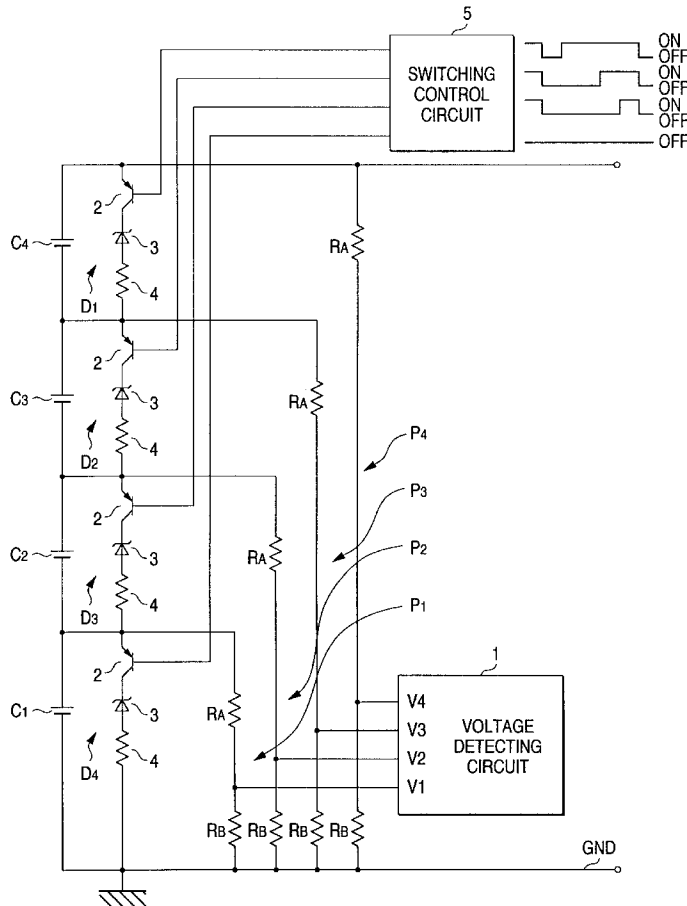 5
SWITCHING
CONTROL
CIRCUIT
ON
OFF
ON
OFF
ON
OFF
OFF
2
3
C4
D1
4
RA
2
3
C3
D2
4
RA
P4
P3
2
3
C2
D3
4
RA
P2
P1
2
3
C1
D4
4
RA
1
V4
V3
V2
V1
VOLTAGE
DETECTING
CIRCUIT
RB
RB
RB
RB
GND